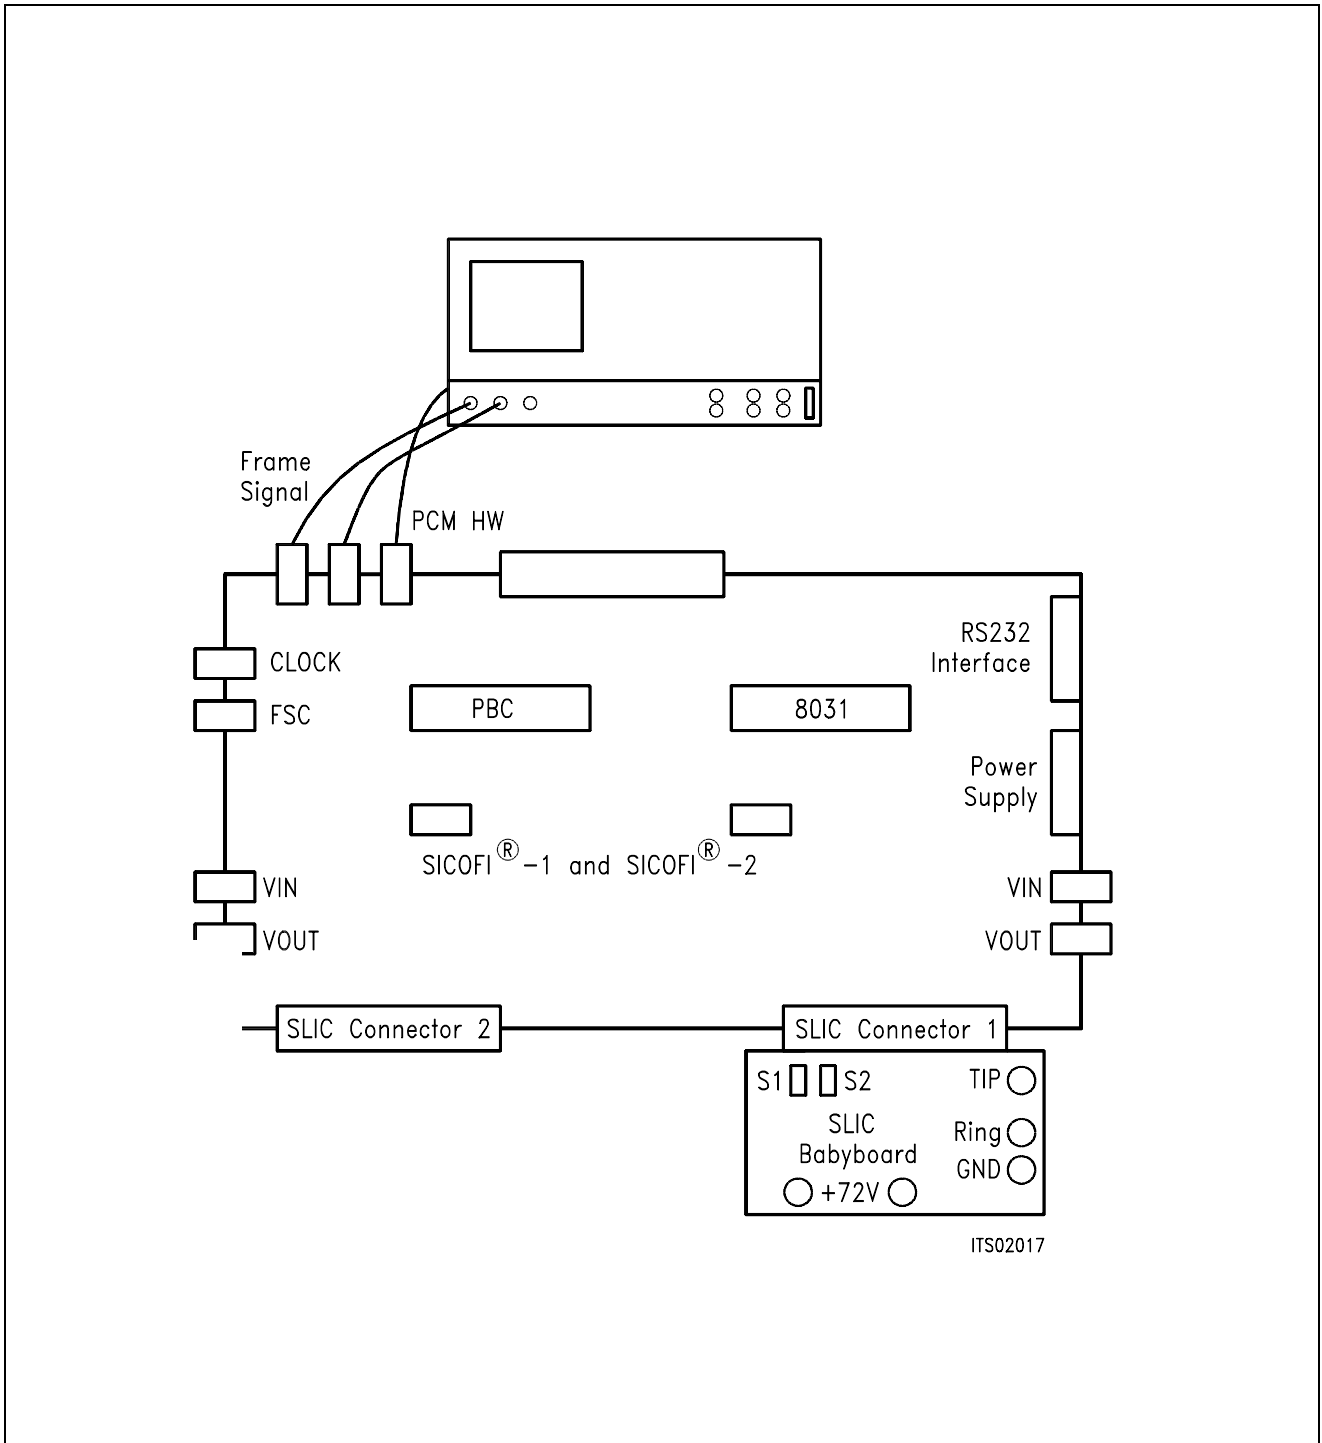 Frame
Signal
PCM HW
RS232
Interface
CLOCK
FSC
PBC
8031
Power
Supply
SICOFI®-1 and SICOFI®-2
VIN
VIN
VOUT
VOUT
SLIC Connector 2
SLIC Connector 1
S1
S2
TIP
SLIC
Babyboard
Ring
GND
+72V
ITS02017